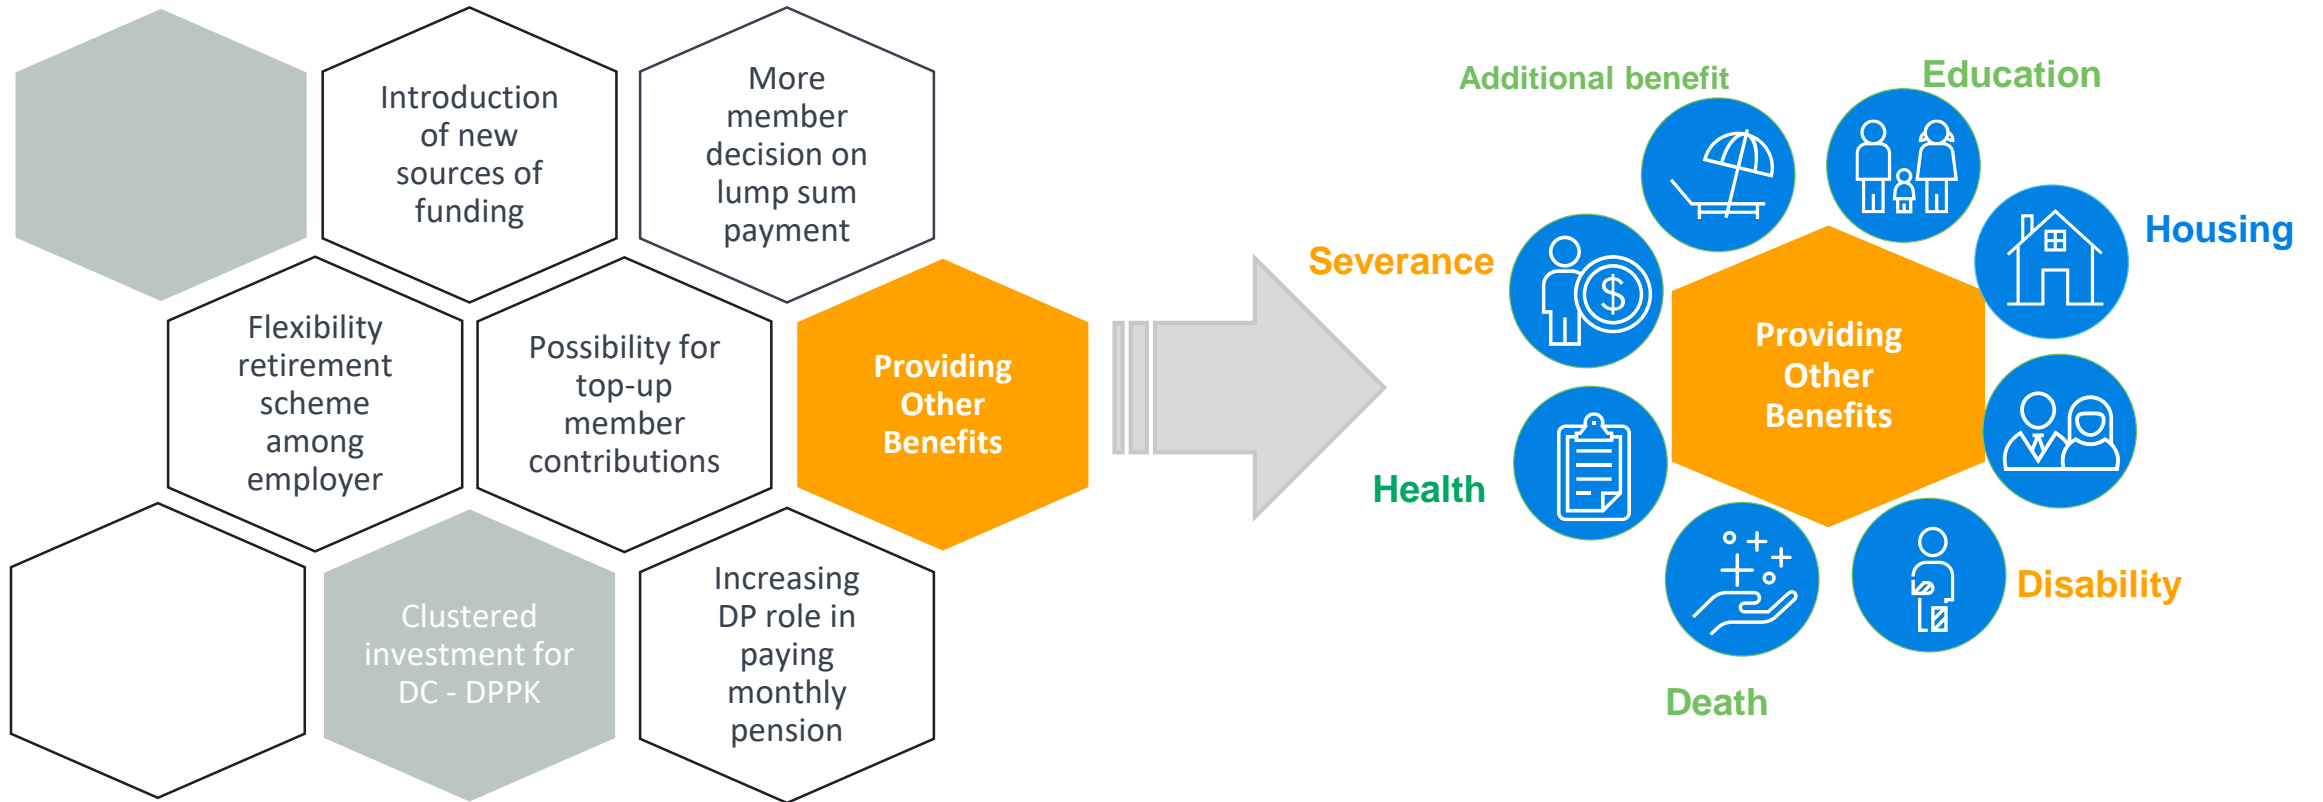 Introduction
of new
sources of
funding
More
member
decision on
lump sum
payment
Flexibility
retirement
scheme
among
employer
Possibility for
top-up
member
contributions
Providing
Other
Benefits
Clustered
investment for
DC - DPPK
Increasing
DP role in
paying
monthly
pension
Additional benefit
Education
Housing
Severance
$
Providing
Other
Benefits
Health
Disability
Death